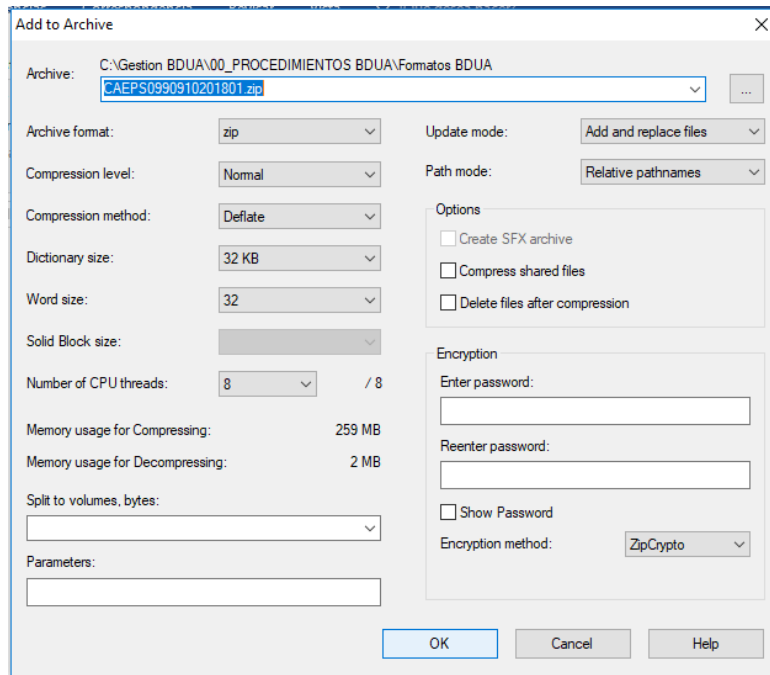 Add to Archive
Archive:
C:\Gestion BDUA\00_PROCEDIMIENTOS BDUA\Formatos BDUA
CAEPS0990910201801.zip
...
Archive format:
zip
Compression level:
Normal
Compression method:
Deflate
Dictionary size:
32 KB
Word size:
32
Solid Block size:
Number of CPU threads:
8
/ 8
Memory usage for Compressing:
259 MB
Memory usage for Decompressing:
2 MB
Split to volumes, bytes:
Parameters:
Update mode:
Add and replace files
Path mode:
Relative pathnames
Options
Create SFX archive
Compress shared files
Delete files after compression
Encryption
Enter password:
Reenter password:
Show Password
Encryption method:
ZipCrypto
OK
Cancel
Help